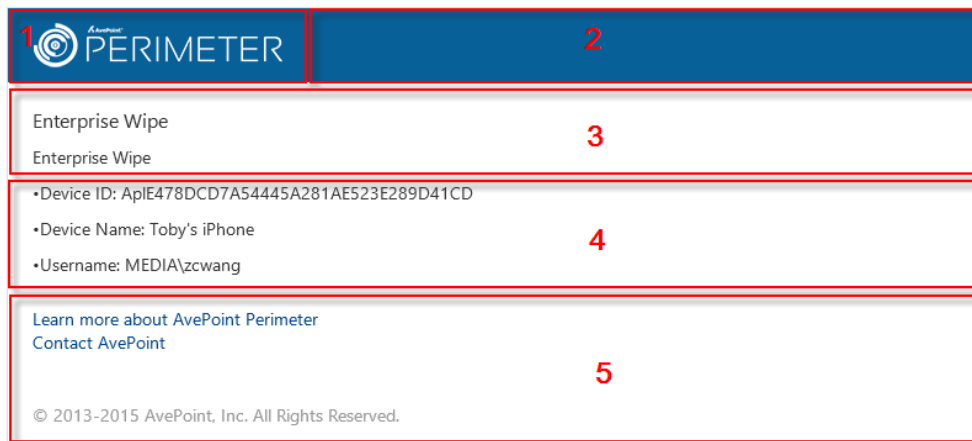 1
AvePoint
PERIMETER
2
Enterprise Wipe
3
Enterprise Wipe
•Device ID: AplE478DCD7A54445A281AE523E289D41CD
•Device Name: Toby's iPhone
4
•Username: MEDIA\zcwang
Learn more about AvePoint Perimeter
Contact AvePoint
5
© 2013-2015 AvePoint, Inc. All Rights Reserved.